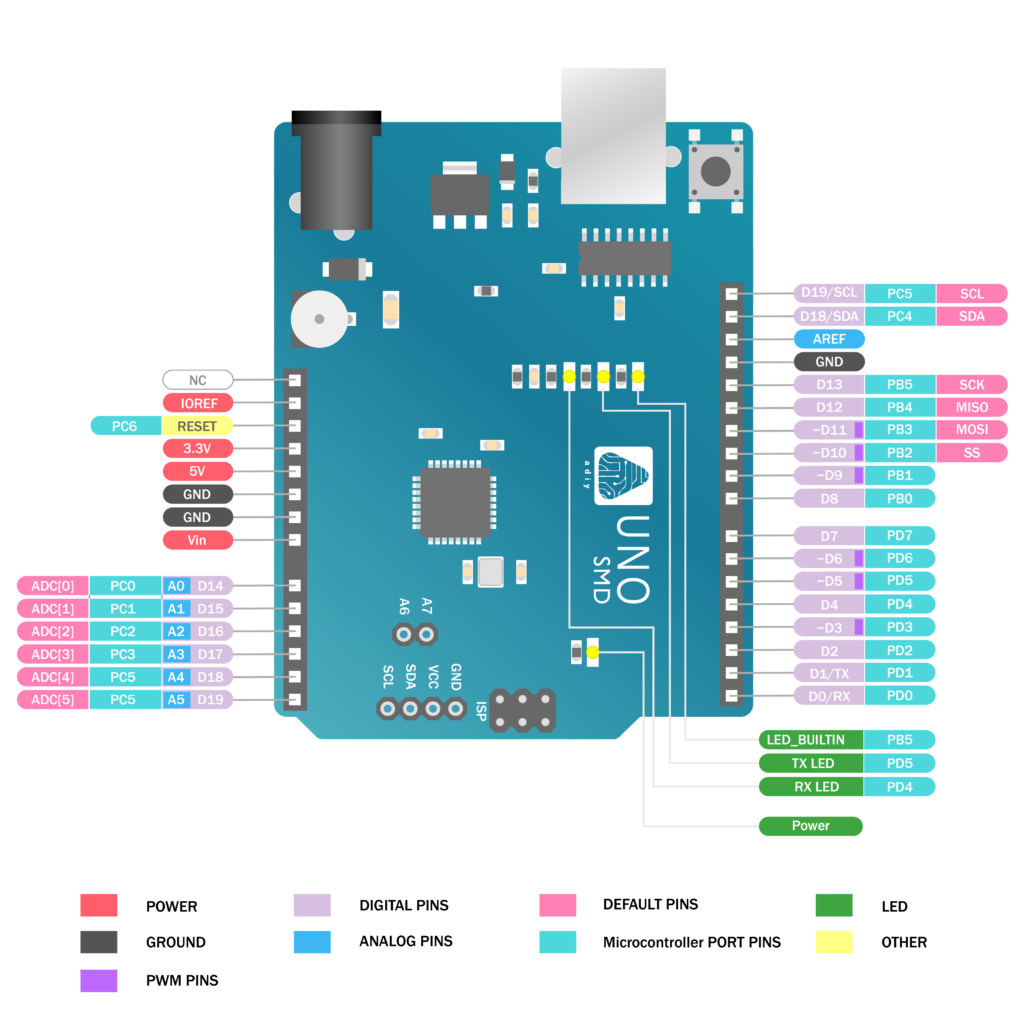 D19/SCL PC5 SCL
D18/SDA PC4 SDA
AREF
GND
D13 PB5 SCK
D12 PB4 MISO
~D11 PB3 MOSI
~D10 PB2 SS
~D9 PB1
D8 PB0
D7 PD7
~D6 PD6
~D5 PD5
D4 PD4
~D3 PD3
D2 PD2
D1/TX PD1
D0/RX PD0
NC
IOREF
PC6 RESET
3.3V
5V
GND
GND
Vin
ADC[0] PC0 A0 D14
ADC[1] PC1 A1 D15
ADC[2] PC2 A2 D16
ADC[3] PC3 A3 D17
ADC[4] PC5 A4 D18
ADC[5] PC5 A5 D19
adiy
UNO
SMD
A6 A7
SCL SDA VCC GND
ISP
LED_BUILTIN PB5
TX LED PD5
RX LED PD4
Power
POWER DIGITAL PINS DEFAULT PINS LED
GROUND ANALOG PINS Microcontroller PORT PINS OTHER
PWM PINS